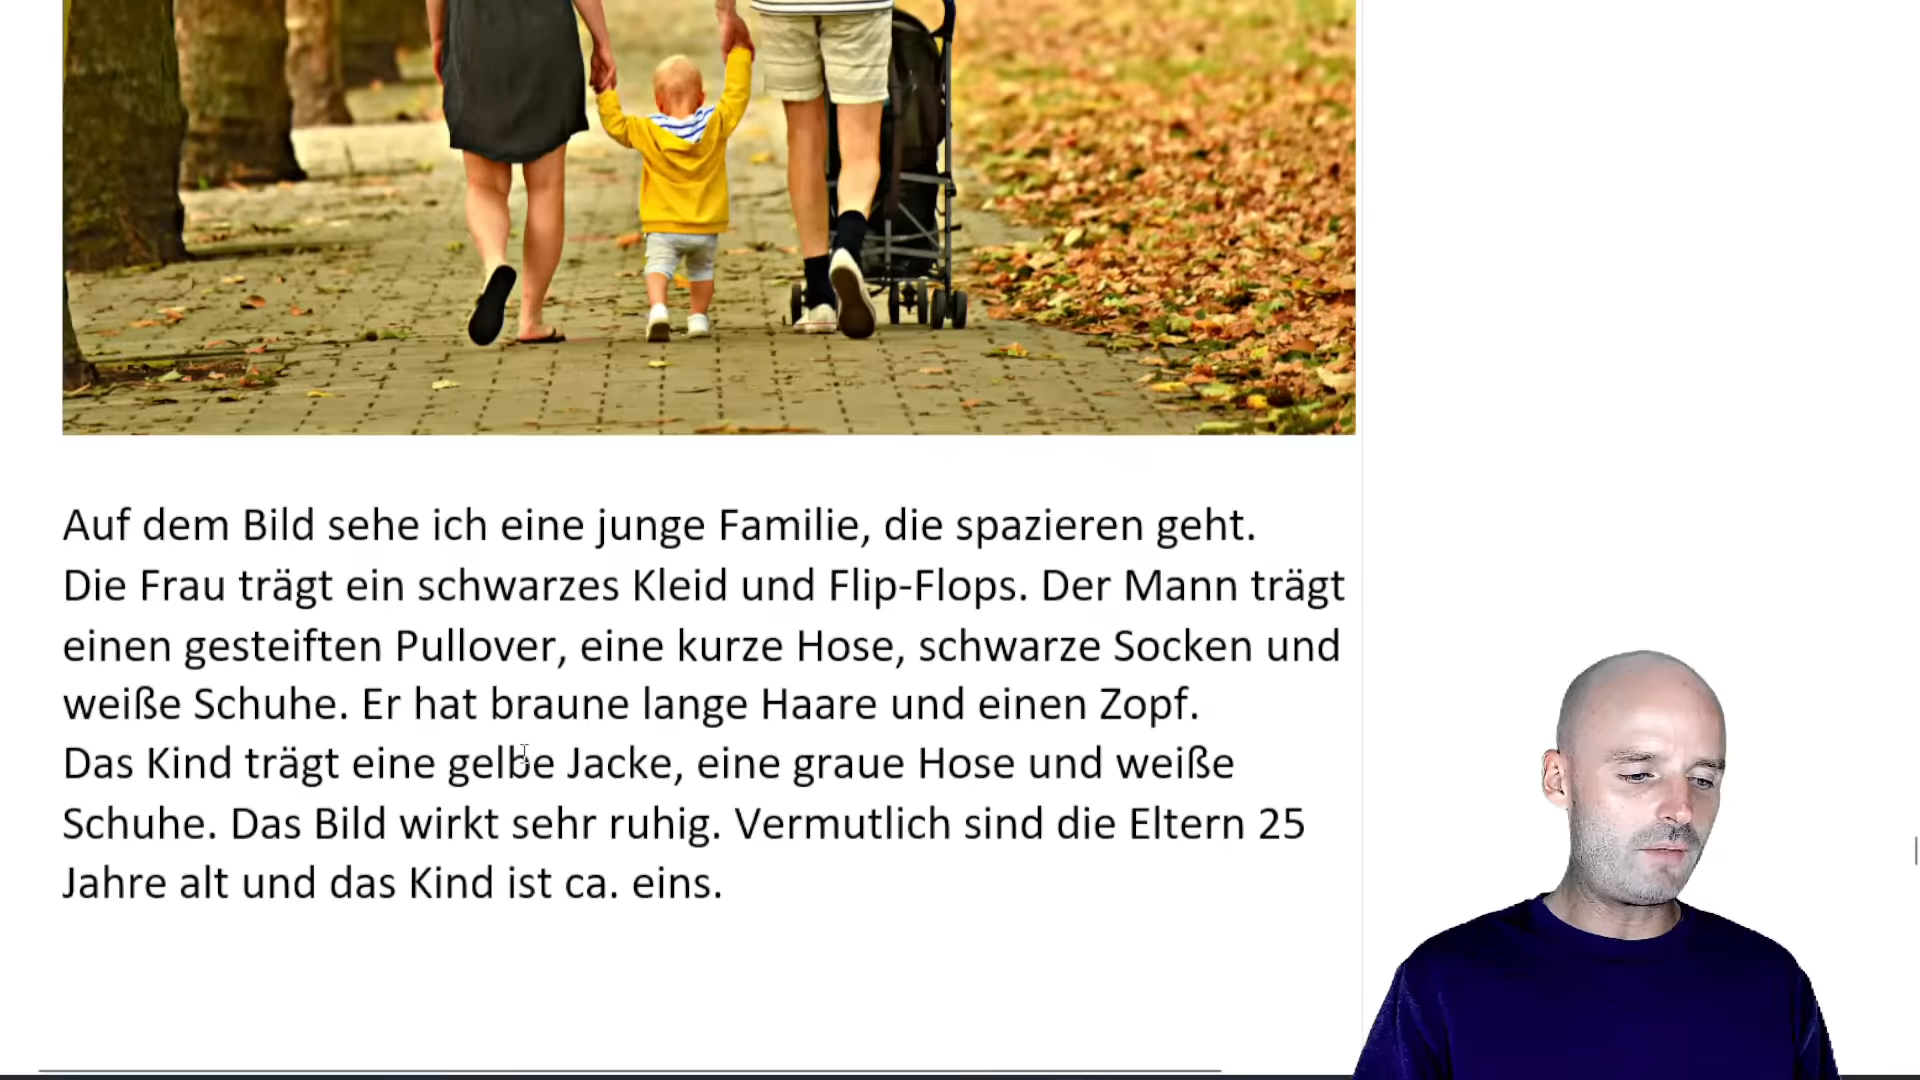 Auf dem Bild sehe ich eine junge Familie, die spazieren geht.
Die Frau trägt ein schwarzes Kleid und Flip-Flops. Der Mann trägt
einen gesteiften Pullover, eine kurze Hose, schwarze Socken und
weiße Schuhe. Er hat braune lange Haare und einen Zopf.
Das Kind trägt eine gelbe Jacke, eine graue Hose und weiße
Schuhe. Das Bild wirkt sehr ruhig. Vermutlich sind die Eltern 25
Jahre alt und das Kind ist ca. eins.